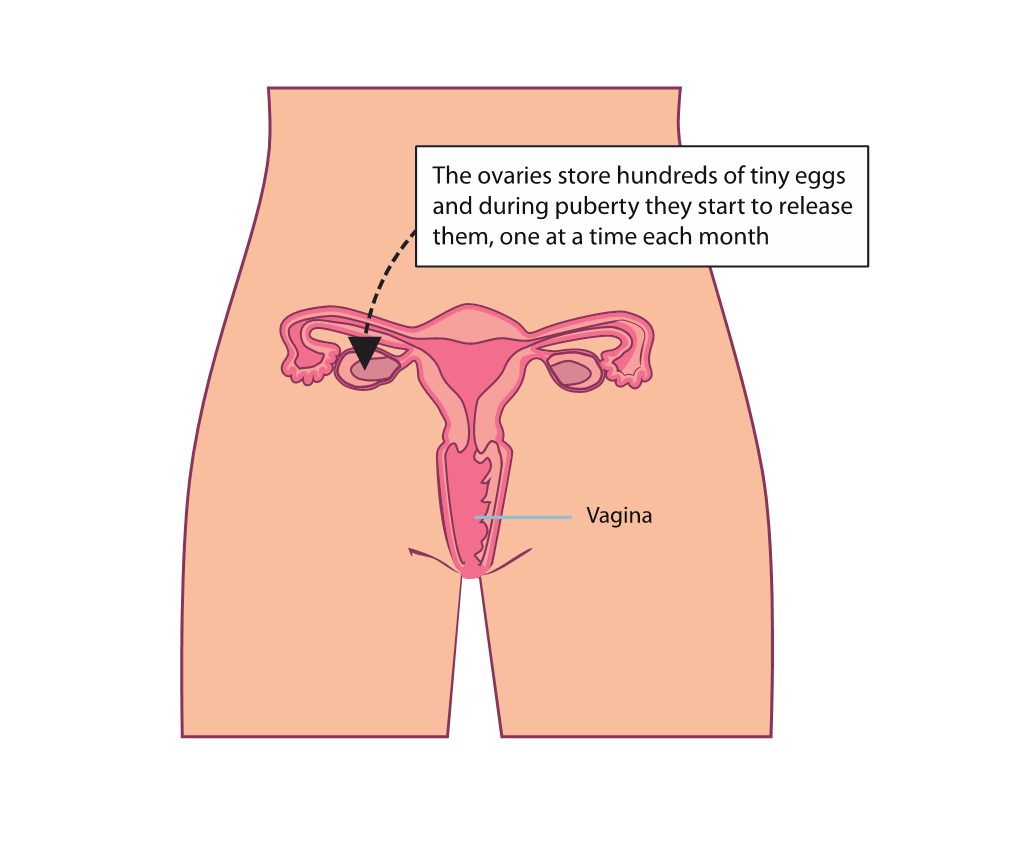 The ovaries store hundreds of tiny eggs
and during puberty they start to release
them, one at a time each month
Vagina